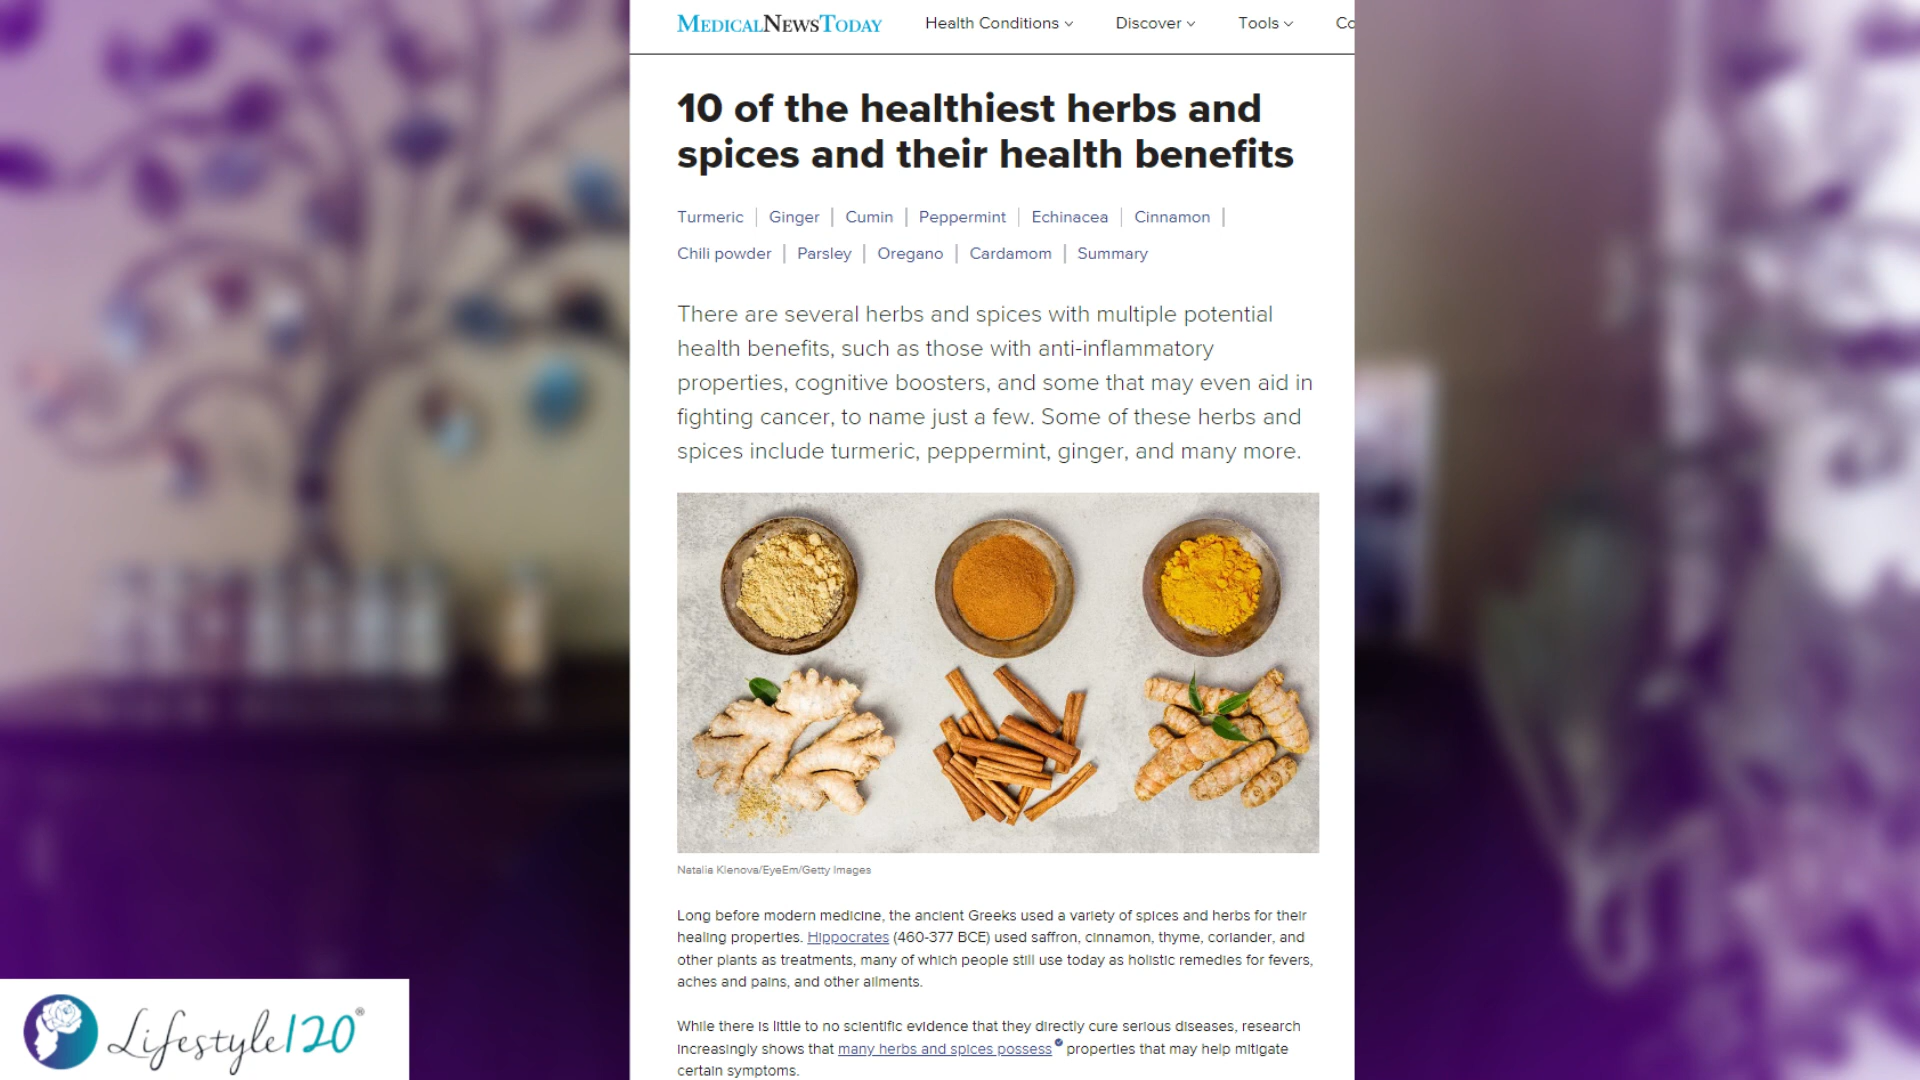 MEDICALNEWSTODAY Health Conditions Discover Tools Co
10 of the healthiest herbs and
spices and their health benefits
Turmeric | Ginger | Cumin | Peppermint | Echinacea | Cinnamon |
Chili powder | Parsley | Oregano | Cardamom | Summary
There are several herbs and spices with multiple potential
health benefits, such as those with anti-inflammatory
properties, cognitive boosters, and some that may even aid in
fighting cancer, to name just a few. Some of these herbs and
spices include turmeric, peppermint, ginger, and many more.
Natalia Klenova/EyeEm/Getty Images
Long before modern medicine, the ancient Greeks used a variety of spices and herbs for their
healing properties. Hippocrates (460-377 BCE) used saffron, cinnamon, thyme, coriander, and
other plants as treatments, many of which people still use today as holistic remedies for fevers,
aches and pains, and other ailments.
While there is little to no scientific evidence that they directly cure serious diseases, research
increasingly shows that many herbs and spices possess properties that may help mitigate
certain symptoms.
Lifestyle120®